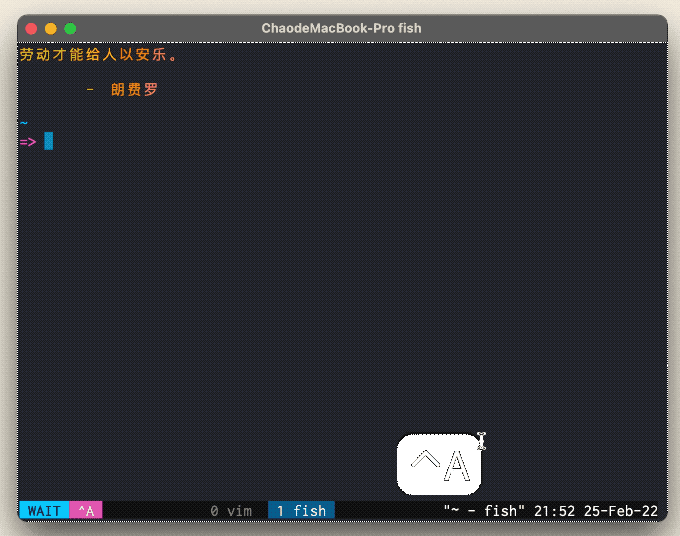 ChaodeMacBook-Pro fish
劳动才能给人以安乐。
- 朗费罗
~
=>
^A
WAIT ^A 0 vim 1 fish "~ - fish" 21:52 25-Feb-22